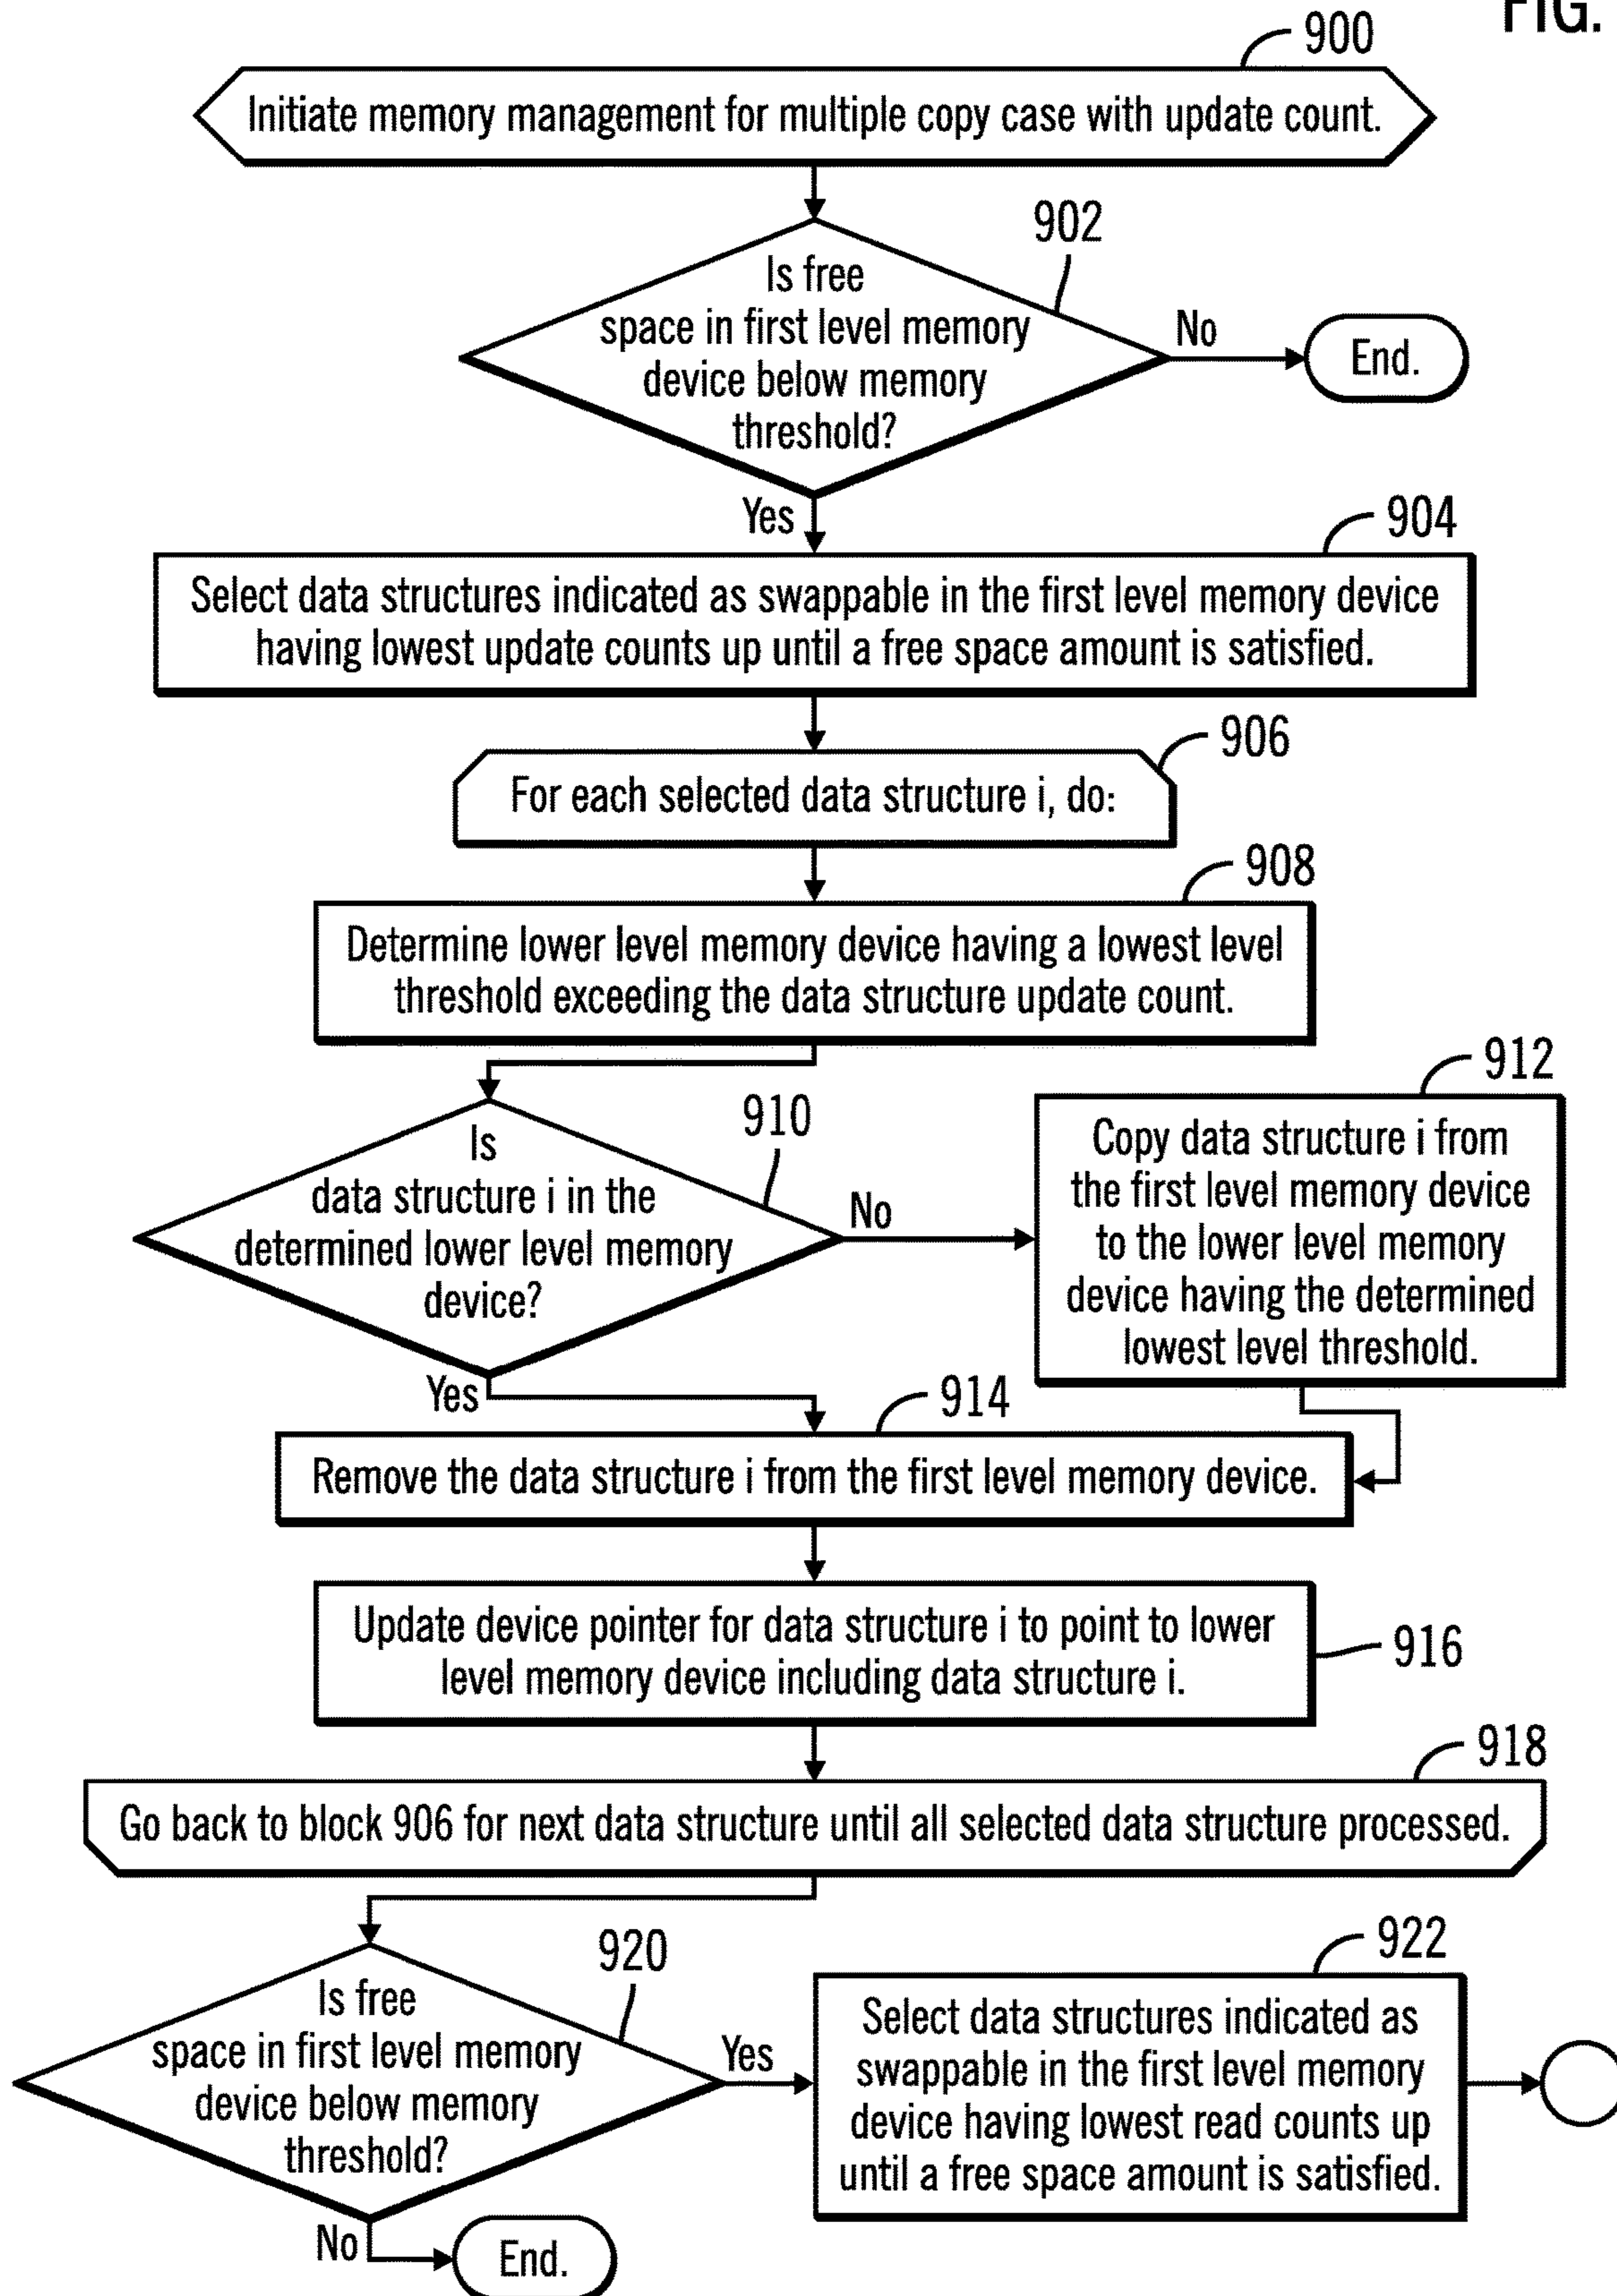 FIG.
900
Initiate memory management for multiple copy case with update count.
902
Is free
space in first level memory
device below memory
threshold?
No
End.
Yes
904
Select data structures indicated as swappable in the first level memory device
having lowest update counts up until a free space amount is satisfied.
906
For each selected data structure i, do:
908
Determine lower level memory device having a lowest level
threshold exceeding the data structure update count.
910
Is
data structure i in the
determined lower level memory
device?
No
912
Copy data structure i from
the first level memory device
to the lower level memory
device having the determined
lowest level threshold.
Yes
914
Remove the data structure i from the first level memory device.
Update device pointer for data structure i to point to lower
level memory device including data structure i.
916
918
Go back to block 906 for next data structure until all selected data structure processed.
920
Is free
space in first level memory
device below memory
threshold?
Yes
922
Select data structures indicated as
swappable in the first level memory
device having lowest read counts up
until a free space amount is satisfied.
No
End.